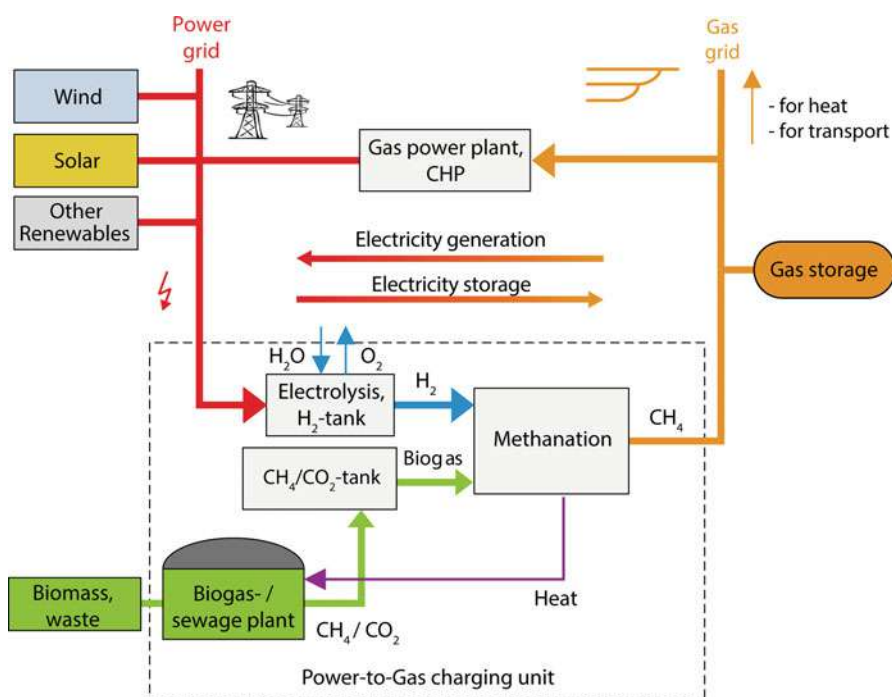 Power
grid
Gas
grid
Wind
- for heat
- for transport
Solar
Gas power plant,
CHP
Other
Renewables
Electricity generation
Gas storage
Electricity storage
H₂O
O₂
Electrolysis,
H₂-tank
H₂
Methanation
CH₄
Biogas
CH₄/CO₂-tank
Biomass,
waste
Biogas- /
sewage plant
Heat
CH₄ / CO₂
Power-to-Gas charging unit